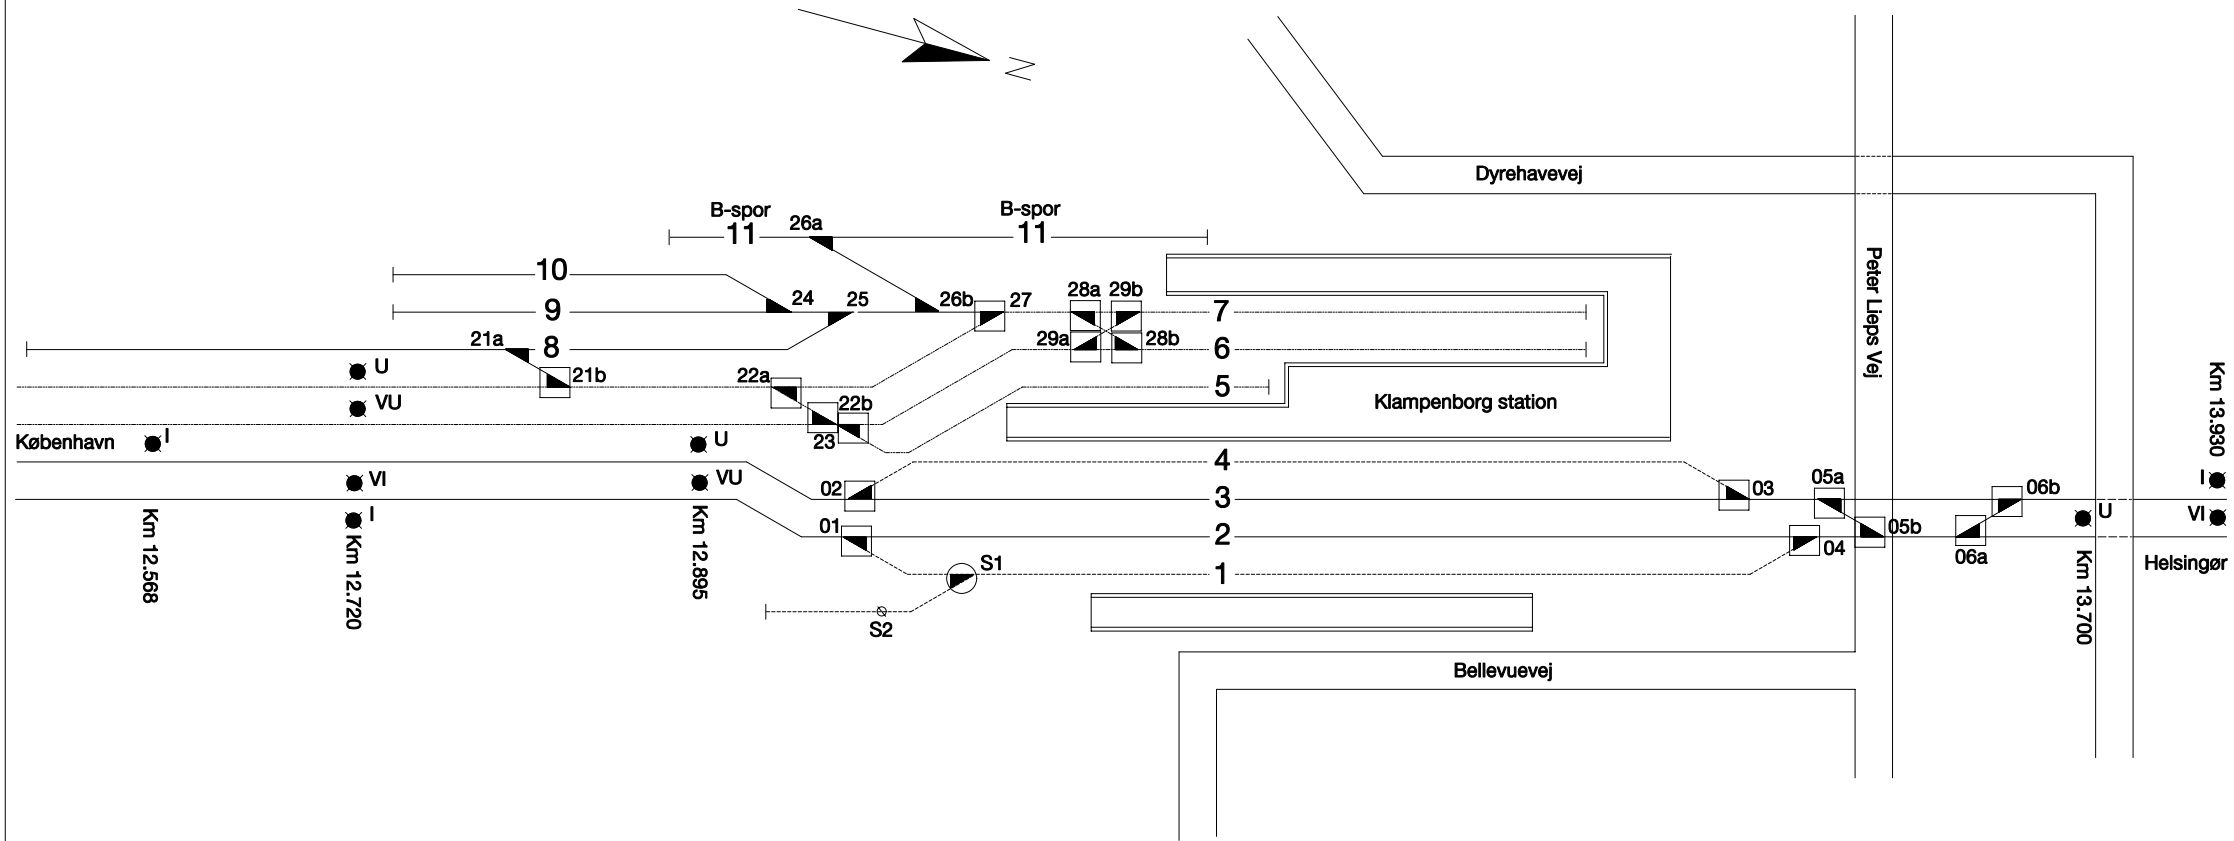 N
Dyrehavevej
B-spor
B-spor
26a
11
11
10
24
25
26b
27
28a
29b
9
7
21a
8
29a
28b
6
U
21b
22a
5
VU
22b
Klampenborg station
Peter Lieps Vej
Km 13.930
København
I
U
23
4
VI
VU
02
3
03
05a
06b
I
I
01
2
04
05b
06a
U
VI
Km 12.568
Km 12.720
Km 12.895
S1
1
Km 13.700
Helsingør
S2
Bellevuevej